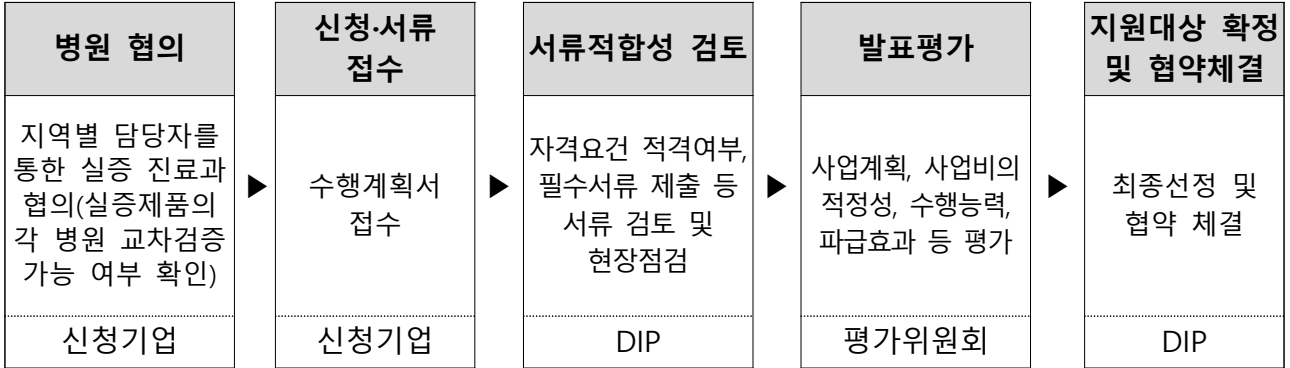 병원 협의
신청·서류
접수
서류적합성 검토
발표평가
지원대상 확정
및 협약체결
지역별 담당자를
통한 실증 진료과
협의(실증제품의
각 병원 교차검증
가능 여부 확인)
▶
수행계획서
접수
▶
자격요건 적격여부,
필수서류 제출 등
서류 검토 및
현장점검
▶
사업계획, 사업비의
적정성, 수행능력,
파급효과 등 평가
▶
최종선정 및
협약 체결
신청기업
신청기업
DIP
평가위원회
DIP